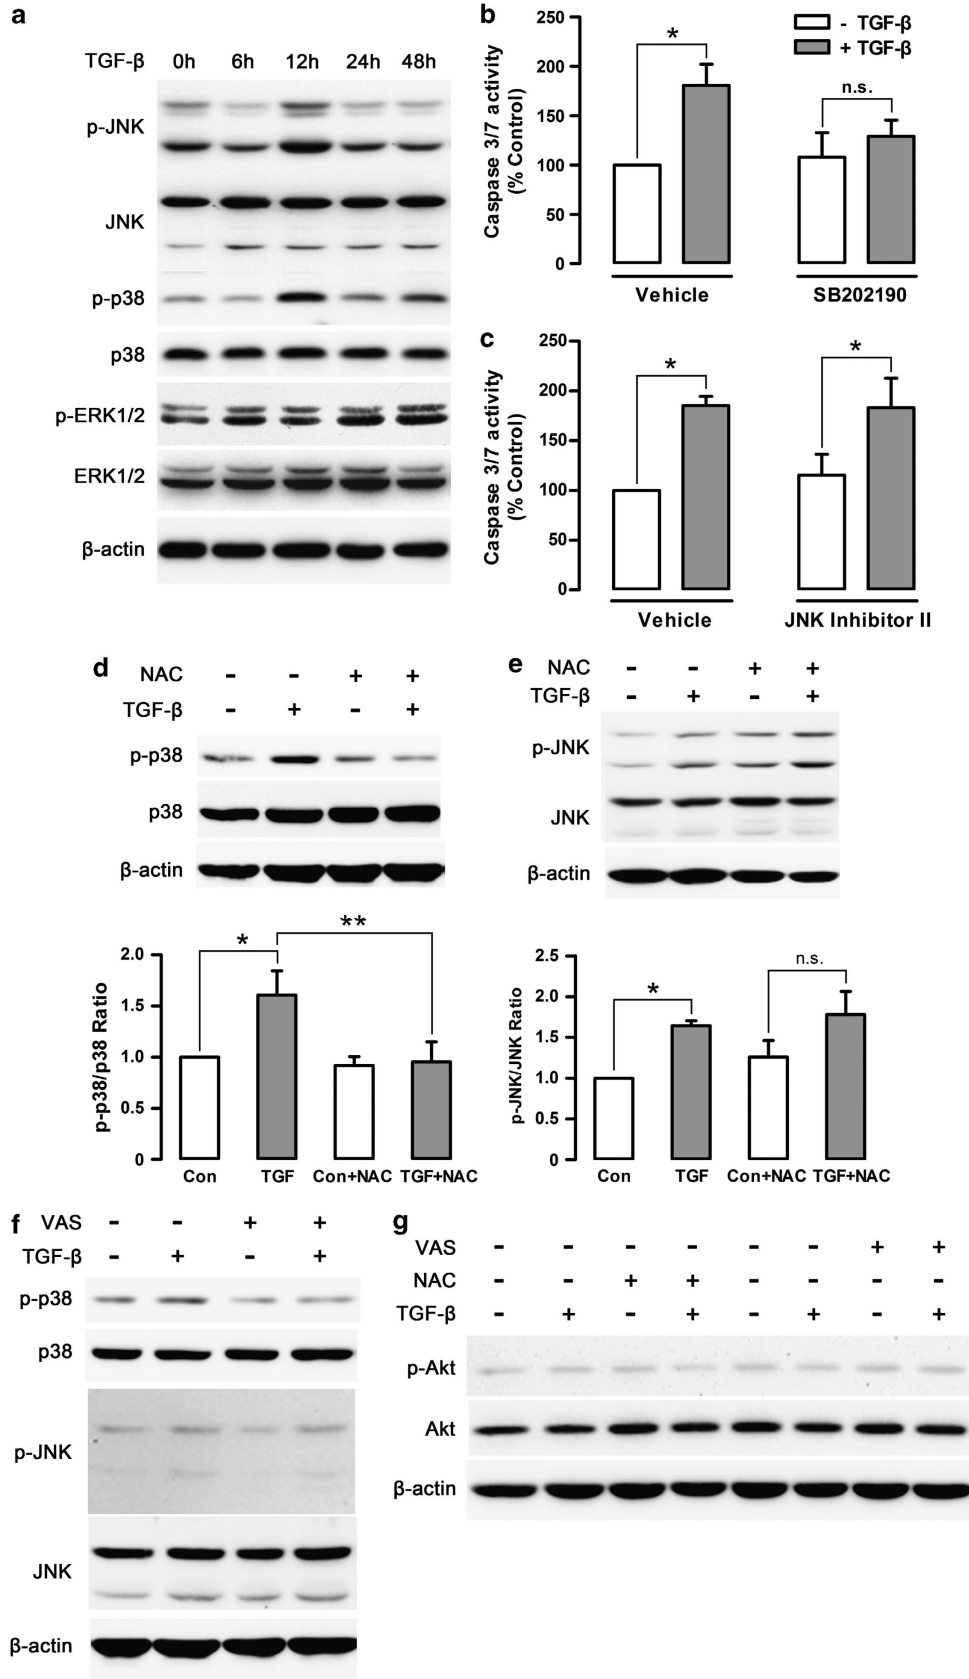 a
TGF-β 0h 6h 12h 24h 48h
p-JNK
JNK
p-p38
p38
p-ERK1/2
ERK1/2
β-actin
b
- TGF-β
+ TGF-β
Caspase 3/7 activity
(% Control)
250
200
150
100
50
0
*
n.s.
Vehicle SB202190
c
Caspase 3/7 activity
(% Control)
250
200
150
100
50
0
*
*
Vehicle JNK Inhibitor II
d
NAC - - + +
TGF-β - + - +
p-p38
p38
β-actin
p-p38/p38 Ratio
2.0
1.5
1.0
0.5
0
*
**
Con TGF Con+NAC TGF+NAC
e
NAC - - + +
TGF-β - + - +
p-JNK
JNK
β-actin
p-JNK/JNK Ratio
2.5
2.0
1.5
1.0
0.5
0
*
n.s.
Con TGF Con+NAC TGF+NAC
f
VAS - - + +
TGF-β - + - +
p-p38
p38
p-JNK
JNK
β-actin
g
VAS - - - - - - + +
NAC - - + + - - - -
TGF-β - + - + - + - +
p-Akt
Akt
β-actin